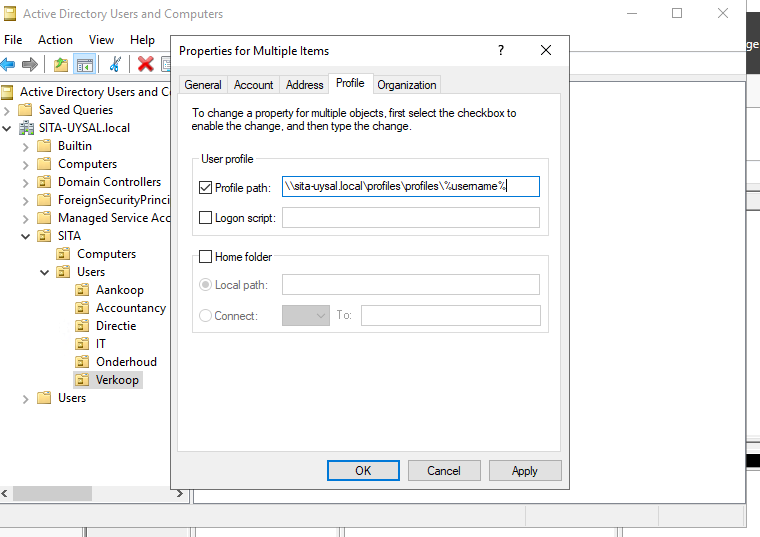 Active Directory Users and Computers
File Action View Help
Properties for Multiple Items
?
General Account Address Profile Organization
To change a property for multiple objects, first select the checkbox to
enable the change, and then type the change.
User profile
Profile path: \\sita-uysal.local\profiles\profiles\%username%
Logon script:
Home folder
Local path:
Connect: To:
OK Cancel Apply
Active Directory Users and C
Saved Queries
SITA-UYSAL.local
Builtin
Computers
Domain Controllers
ForeignSecurityPrinci
Managed Service Acc
SITA
Computers
Users
Aankoop
Accountancy
Directie
IT
Onderhoud
Verkoop
Users
ge